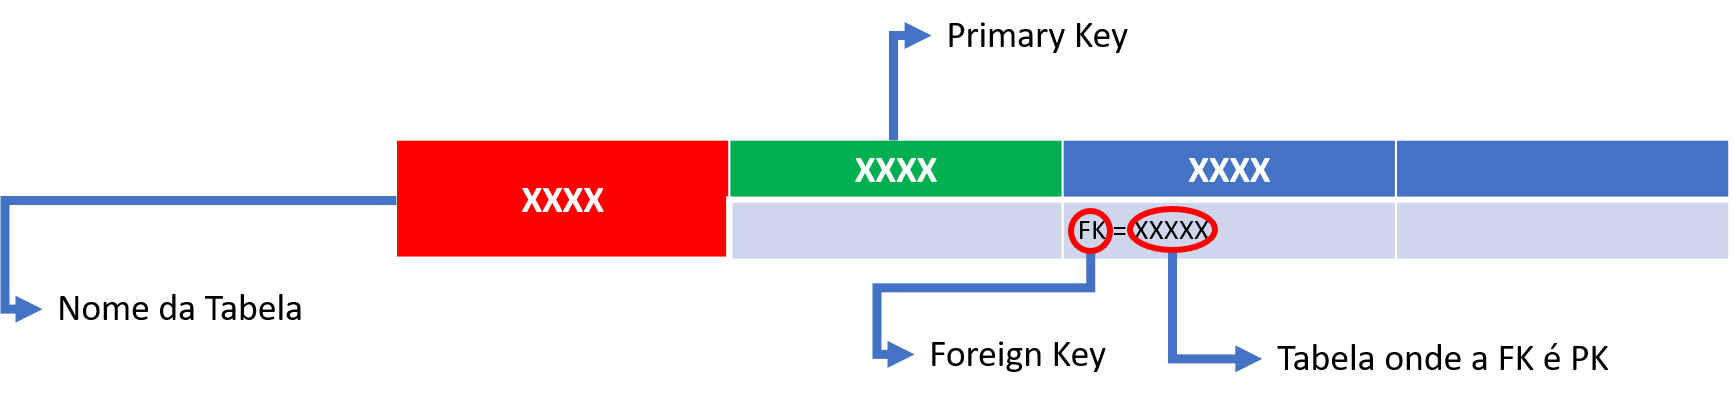 Primary Key
XXXX
XXXX
XXXX
FK = XXXXX
Nome da Tabela
Foreign Key
Tabela onde a FK é PK